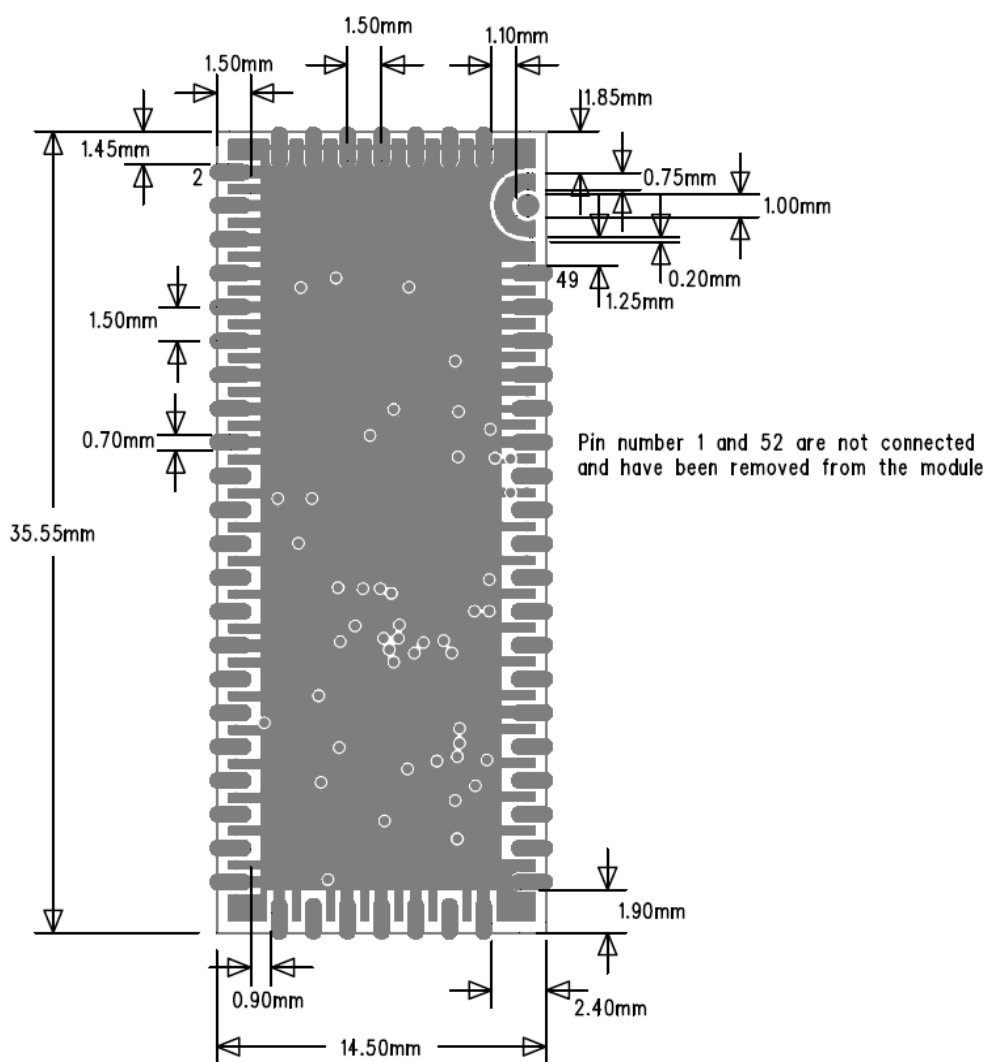 1.50mm
1.10mm
1.50mm
1.85mm
1.45mm
2
0.75mm
1.00mm
49
0.20mm
1.25mm
1.50mm
0.70mm
Pin number 1 and 52 are not connected
and have been removed from the module
35.55mm
1.90mm
0.90mm
2.40mm
14.50mm